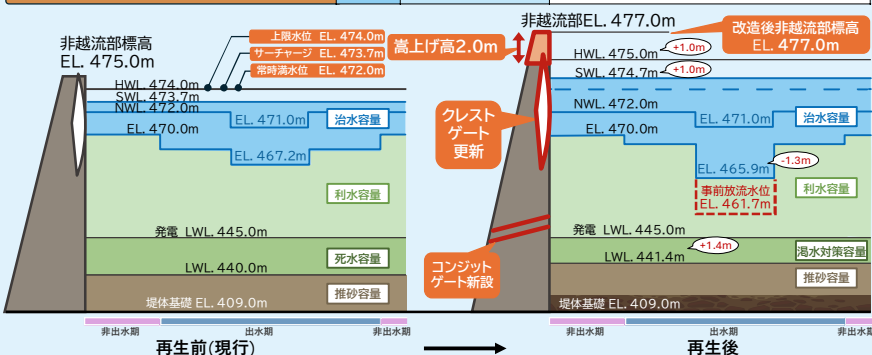 非越流部標高
EL. 475.0m
上限水位 EL. 474.0m
サーチャージ EL. 473.7m
常時満水位 EL. 472.0m
HWL. 474.0m
SWL. 473.7m
NWL. 472.0m
EL. 471.0m
治水容量
EL. 470.0m
EL. 467.2m
利水容量
発電 LWL. 445.0m
死水容量
LWL. 440.0m
推砂容量
堤体基礎 EL. 409.0m
非出水期
出水期
非出水期
再生前(現行)
非越流部EL. 477.0m
嵩上げ高2.0m
改造後非越流部標高
EL. 477.0m
HWL. 475.0m
+1.0m
SWL. 474.7m
+1.0m
NWL. 472.0m
EL. 471.0m
治水容量
EL. 470.0m
クレスト
ゲート
更新
EL. 465.9m
-1.3m
事前放流水位
EL. 461.7m
利水容量
発電 LWL. 445.0m
+1.4m
渇水対策容量
LWL. 441.4m
コンジット
ゲート新設
推砂容量
堤体基礎 EL. 409.0m
非出水期
出水期
非出水期
再生後